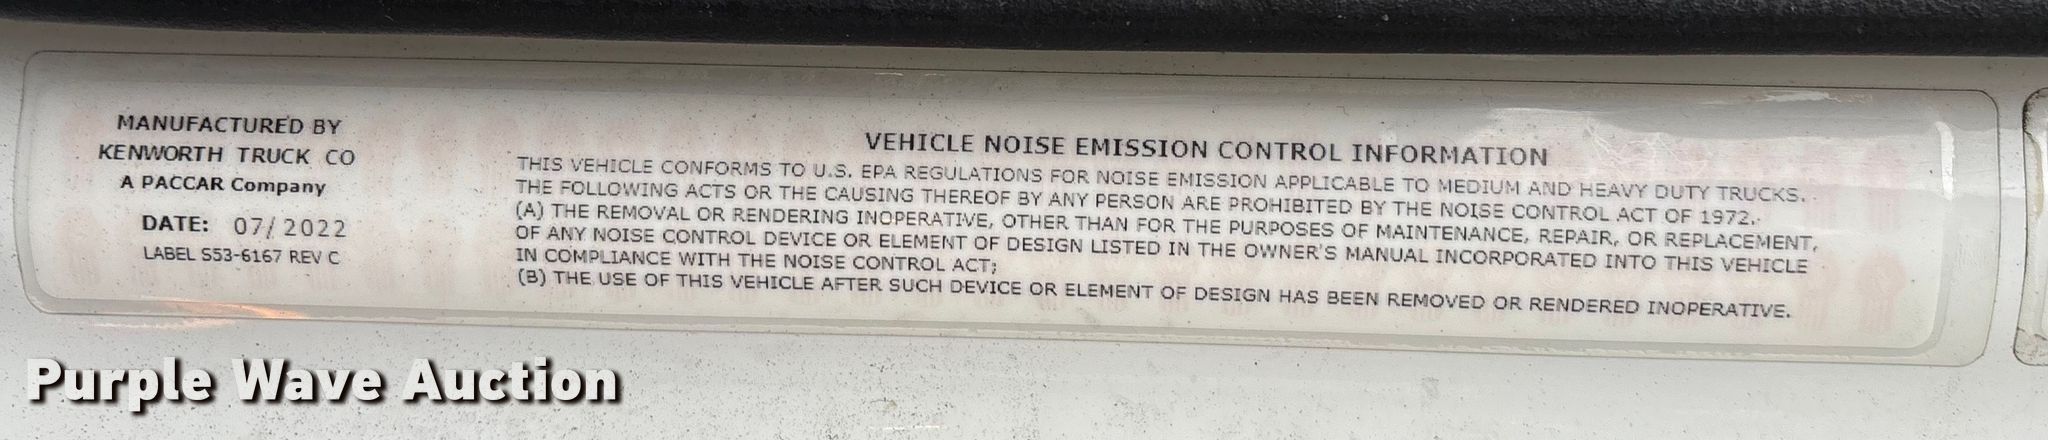 MANUFACTURED BY
KENWORTH TRUCK CO
A PACCAR Company
DATE: 07/2022
LABEL S53-6167 REV C
VEHICLE NOISE EMISSION CONTROL INFORMATION
THIS VEHICLE CONFORMS TO U.S. EPA REGULATIONS FOR NOISE EMISSION APPLICABLE TO MEDIUM AND HEAVY DUTY TRUCKS.
THE FOLLOWING ACTS OR THE CAUSING THEREOF BY ANY PERSON ARE PROHIBITED BY THE NOISE CONTROL ACT OF 1972.
(A) THE REMOVAL OR RENDERING INOPERATIVE, OTHER THAN FOR THE PURPOSES OF MAINTENANCE, REPAIR, OR REPLACEMENT,
OF ANY NOISE CONTROL DEVICE OR ELEMENT OF DESIGN LISTED IN THE OWNER'S MANUAL INCORPORATED INTO THIS VEHICLE
IN COMPLIANCE WITH THE NOISE CONTROL ACT;
(B) THE USE OF THIS VEHICLE AFTER SUCH DEVICE OR ELEMENT OF DESIGN HAS BEEN REMOVED OR RENDERED INOPERATIVE.
Purple Wave Auction